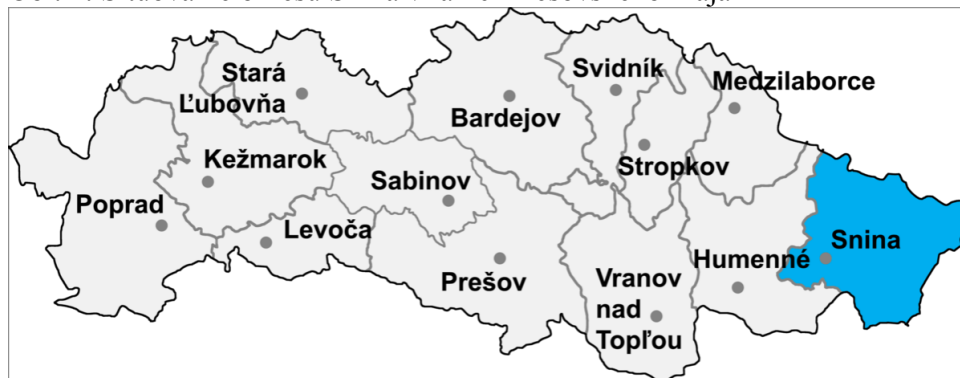 Stará
Ľubovňa
Svidník
Medzilaborce
Bardejov
Kežmarok
Stropkov
Sabinov
Poprad
Levoča
Snina
Humenné
Prešov
Vranov
nad
Topľou